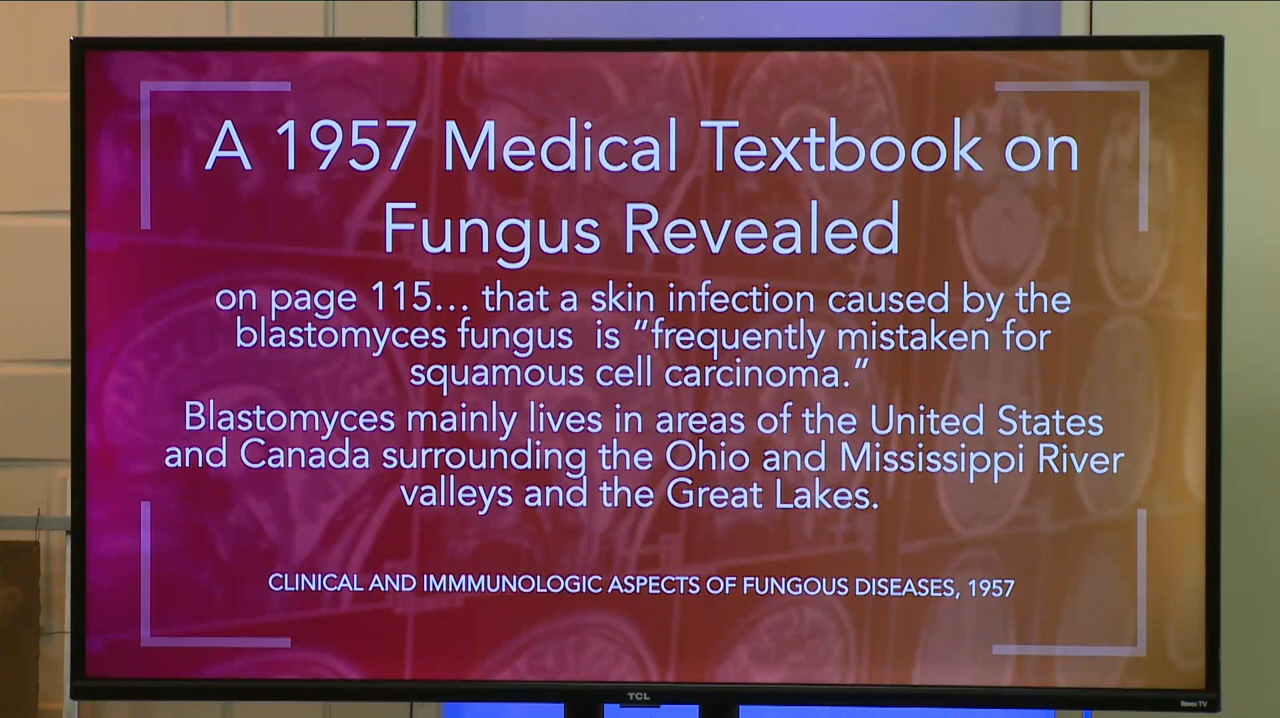 A 1957 Medical Textbook on
Fungus Revealed
on page 115... that a skin infection caused by the
blastomyces fungus is “frequently mistaken for
squamous cell carcinoma.”
Blastomyces mainly lives in areas of the United States
and Canada surrounding the Ohio and Mississippi River
valleys and the Great Lakes.
CLINICAL AND IMMMUNOLOGIC ASPECTS OF FUNGOUS DISEASES, 1957
TCL
Roku TV